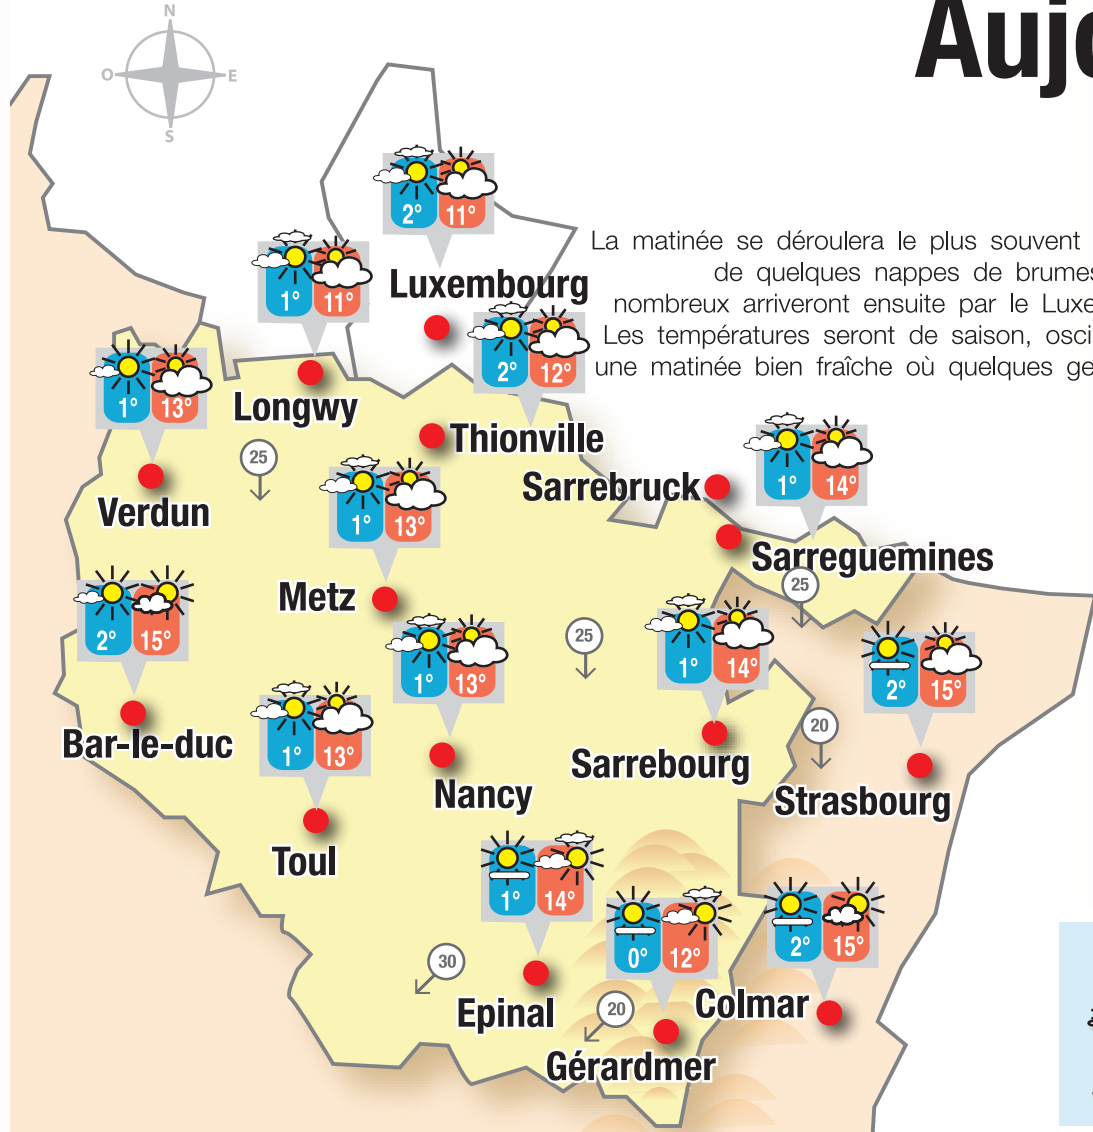 Aujo
N
O E
S
La matinée se déroulera le plus souvent
de quelques nappes de brumes
nombreux arriveront ensuite par le Luxe
Les températures seront de saison, osci
une matinée bien fraîche où quelques ge
2° 11°
Luxembourg
1° 11°
Longwy
2° 12°
Thionville
1° 13°
Verdun
25
Sarrebruck
1° 14°
Sarreguemines
25
1° 13°
Metz
2° 15°
Bar-le-duc
1° 13°
Nancy
25
1° 14°
Sarrebourg
2° 15°
Strasbourg
20
1° 13°
Toul
1° 14°
Epinal
30
0° 12°
Gérardmer
20
2° 15°
Colmar